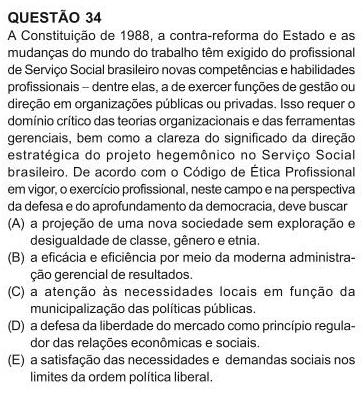 QUESTÃO 34
A Constituição de 1988, a contra-reforma do Estado e as
mudanças do mundo do trabalho têm exigido do profissional
de Serviço Social brasileiro novas competências e habilidades
profissionais – dentre elas, a de exercer funções de gestão ou
direção em organizações públicas ou privadas. Isso requer o
domínio crítico das teorias organizacionais e das ferramentas
gerenciais, bem como a clareza do significado da direção
estratégica do projeto hegemônico no Serviço Social
brasileiro. De acordo com o Código de Ética Profissional
em vigor, o exercício profissional, neste campo e na perspectiva
da defesa e do aprofundamento da democracia, deve buscar
(A) a projeção de uma nova sociedade sem exploração e
desigualdade de classe, gênero e etnia.
(B) a eficácia e eficiência por meio da moderna administra-
ção gerencial de resultados.
(C) a atenção às necessidades locais em função da
municipalização das políticas públicas.
(D) a defesa da liberdade do mercado como princípio regula-
dor das relações econômicas e sociais.
(E) a satisfação das necessidades e demandas sociais nos
limites da ordem política liberal.